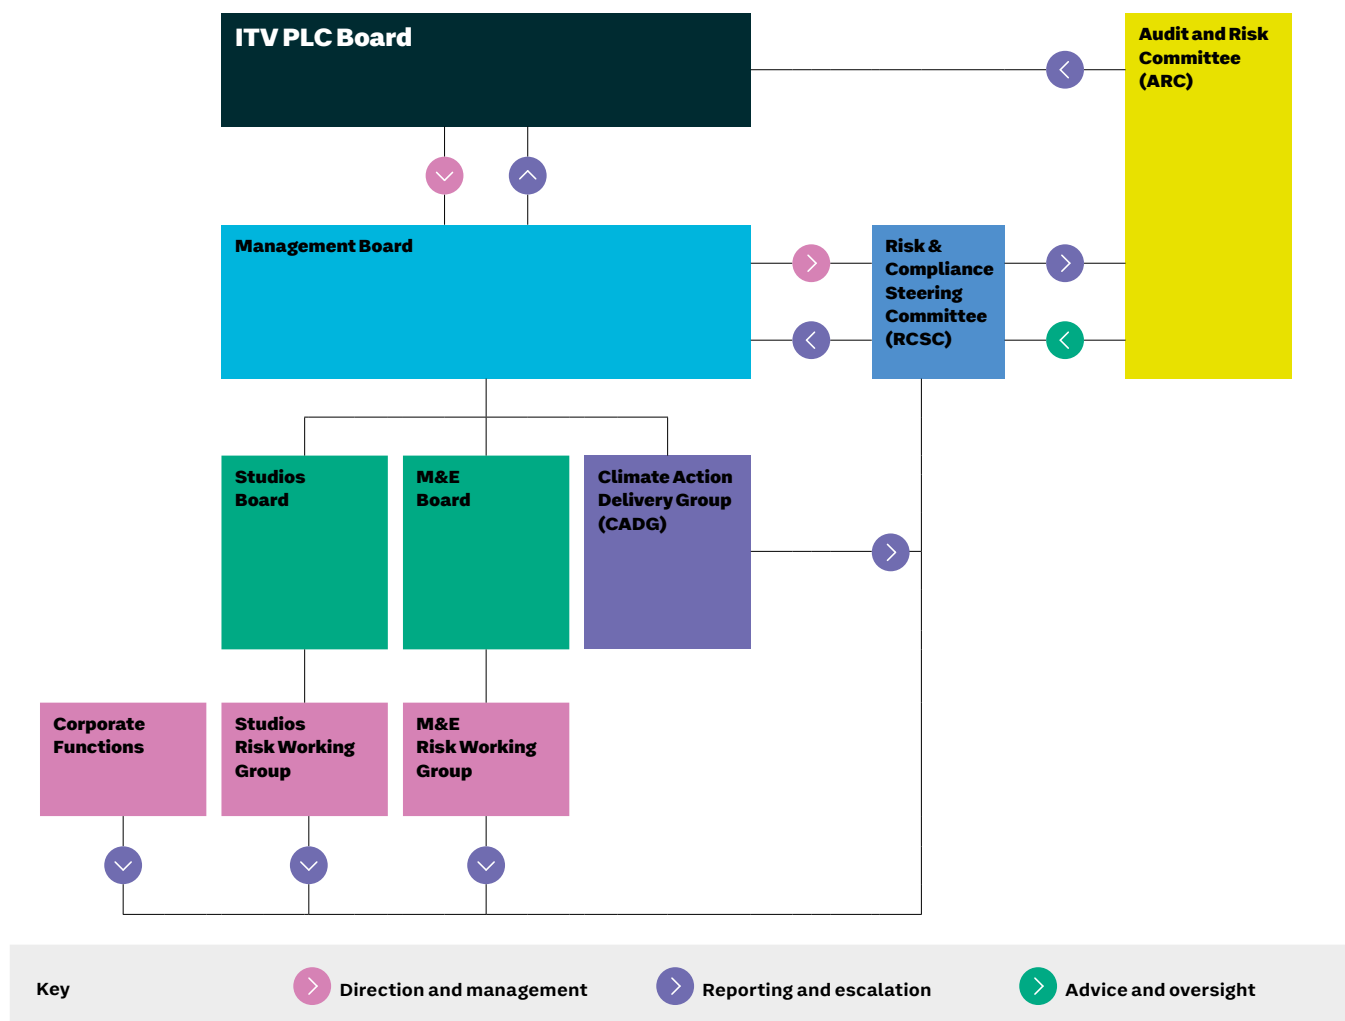 ITV PLC Board
Audit and Risk
Committee
(ARC)
Management Board
Risk &
Compliance
Steering
Committee
(RCSC)
Studios
Board
M&E
Board
Climate Action
Delivery Group
(CADG)
Corporate
Functions
Studios
Risk Working
Group
M&E
Risk Working
Group
Key
Direction and management
Reporting and escalation
Advice and oversight